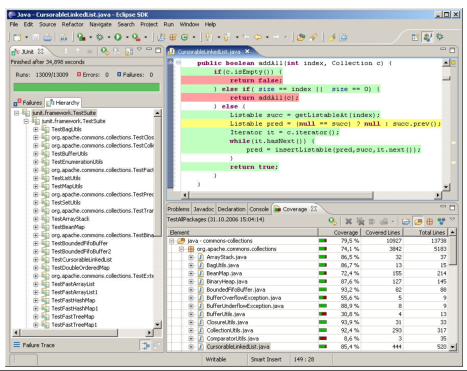 Java - CursorableLinkedList.java - Eclipse SDK
File Edit Source Refactor Navigate Search Project Run Window Help
JUnit
Finished after 34,898 seconds
Runs: 13009/13009 Errors: 0 Failures: 0
Failures Hierarchy
junit.framework.TestSuite
junit.framework.TestSuite
TestBagUtils
org.apache.commons.collections.TestClos
org.apache.commons.collections.TestColle
TestBufferUtils
TestEnumerationUtils
org.apache.commons.collections.TestFact
TestListUtils
TestMapUtils
org.apache.commons.collections.TestPred
TestSetUtils
org.apache.commons.collections.TestTran
TestArrayStack
TestBeanMap
org.apache.commons.collections.TestBina
TestBoundedFifoBuffer
TestBoundedFifoBuffer2
TestCursorableLinkedList
TestDoubleOrderedMap
org.apache.commons.collections.TestExte
TestFastArrayList
TestFastArrayList1
TestFastHashMap
TestFastHashMap1
TestFastTreeMap
TestFastTreeMap1
Failure Trace
CursorableLinkedList.java
public boolean addAll(int index, Collection c) {
if(c.isEmpty()) {
return false;
} else if( size == index || size == 0) {
return addAll(c);
} else {
Listable succ = getListableAt(index);
Listable pred = (null == succ) ? null : succ.prev();
Iterator it = c.iterator();
while(it.hasNext()) {
pred = insertListable(pred,succ,it.next());
}
return true;
}
}
Problems Javadoc Declaration Console Coverage
TestAllPackages (31.10.2006 15:04:14)
Element Coverage Covered Lines Total Lines
java - commons-collections 79,5 % 10927 13738
org.apache.commons.collections 74,1 % 3842 5183
ArrayStack.java 86,5 % 32 37
BagUtils.java 86,7 % 13 15
BeanMap.java 72,4 % 155 214
BinaryHeap.java 87,6 % 127 145
BoundedFifoBuffer.java 93,2 % 82 88
BufferOverflowException.java 55,6 % 5 9
BufferUnderflowException.java 88,9 % 8 9
BufferUtils.java 30,8 % 4 13
ClosureUtils.java 93,9 % 31 33
CollectionUtils.java 92,4 % 293 317
ComparatorUtils.java 8,6 % 3 35
CursorableLinkedList.java 85,4 % 444 520
Writable Smart Insert 149 : 28